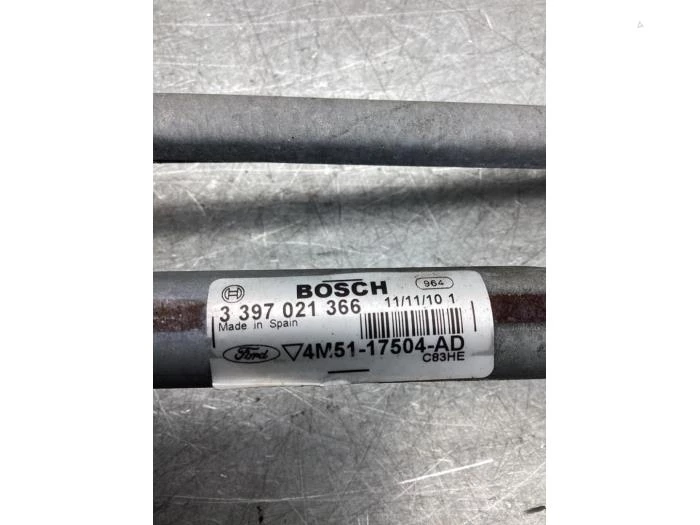 BOSCH
964
3 397 021 366
11/11/10 1
Made in Spain
Ford
4M51-17504-AD
C83HE